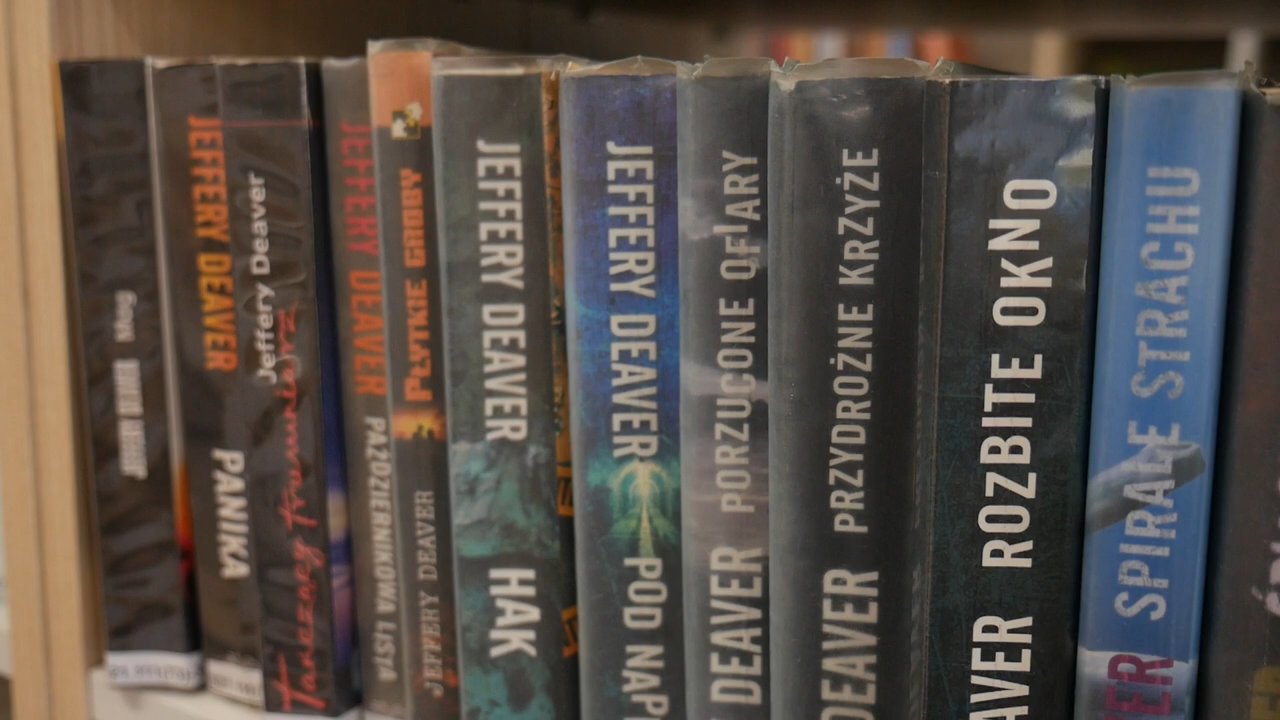 JEFFERY DEAVER PANIKA
Jeffery Deaver Tańczący trumniarz
JEFFERY DEAVER PAŹDZIERNIKOWA LISTA
PŁYTKIE GROBY
JEFFERY DEAVER
JEFFERY DEAVER HAK
JEFFERY DEAVER POD NAPI
DEAVER PORZUCONE OFIARY
DEAVER PRZYDROŻNE KRZYŻE
AVER ROZBITE OKNO
ER SPIRALE STRACHU